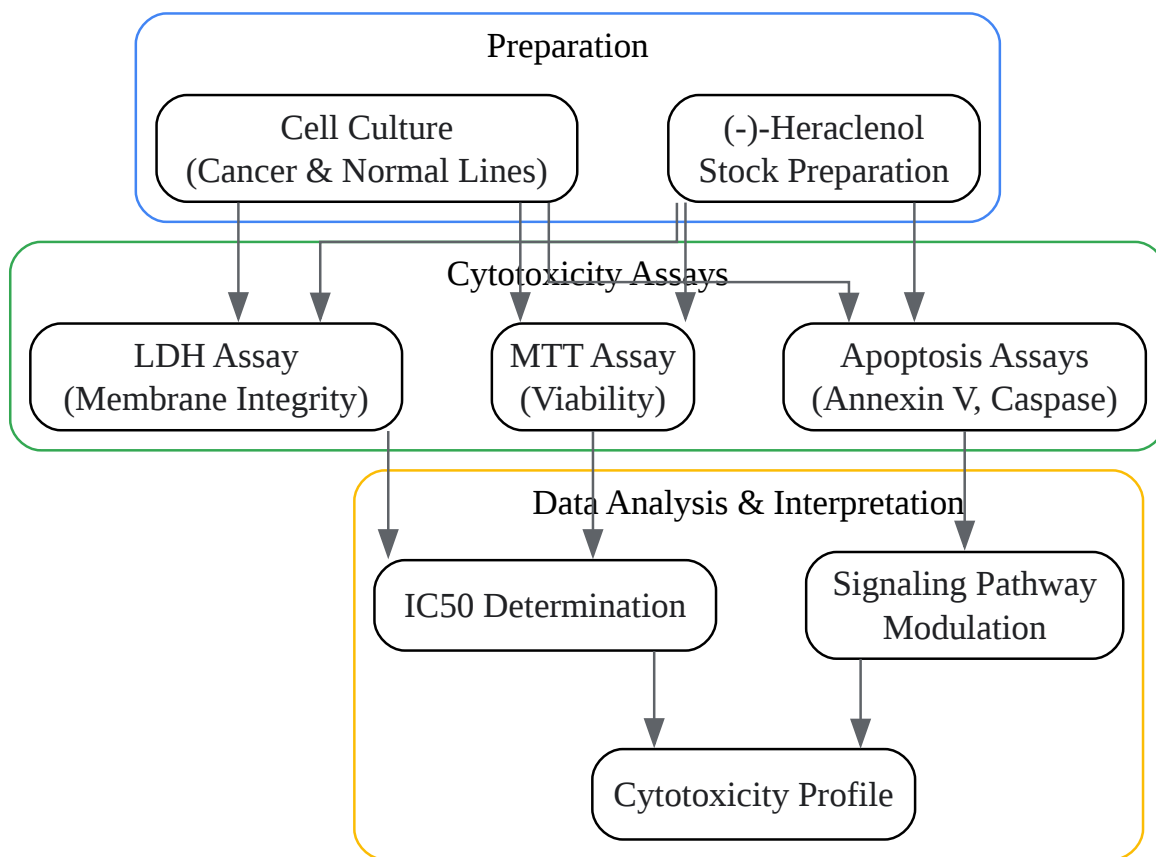 Preparation
Cell Culture
(Cancer & Normal Lines)
(-)-Heraclenol
Stock Preparation
Cytotoxicity Assays
LDH Assay
(Membrane Integrity)
MTT Assay
(Viability)
Apoptosis Assays
(Annexin V, Caspase)
Data Analysis & Interpretation
IC50 Determination
Signaling Pathway
Modulation
Cytotoxicity Profile